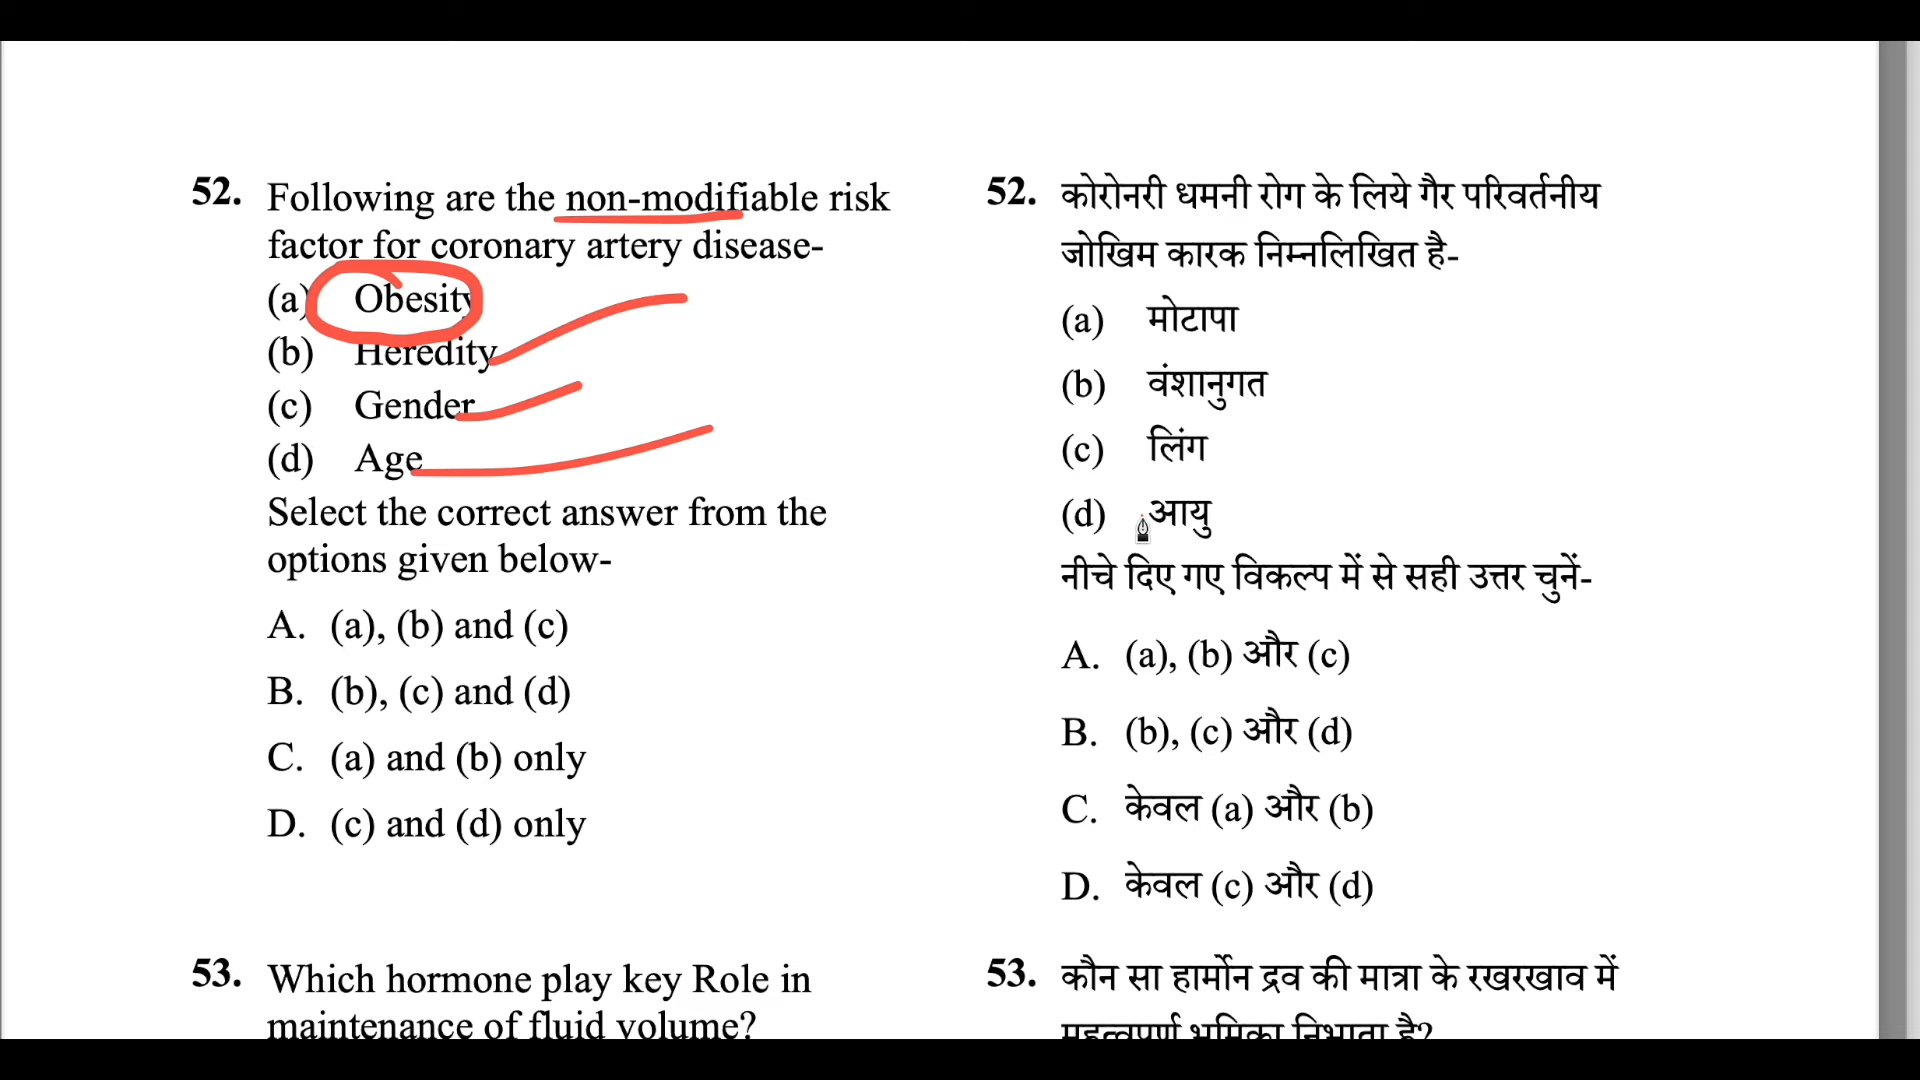 52. Following are the non-modifiable risk
factor for coronary artery disease-
(a) Obesity
(b) Heredity
(c) Gender
(d) Age
Select the correct answer from the
options given below-
A. (a), (b) and (c)
B. (b), (c) and (d)
C. (a) and (b) only
D. (c) and (d) only
53. Which hormone play key Role in
maintenance of fluid volume?
52. कोरोनरी धमनी रोग के लिये गैर परिवर्तनीय
जोखिम कारक निम्नलिखित है-
(a) मोटापा
(b) वंशानुगत
(c) लिंग
(d) आयु
नीचे दिए गए विकल्प में से सही उत्तर चुनें-
A. (a), (b) और (c)
B. (b), (c) और (d)
C. केवल (a) और (b)
D. केवल (c) और (d)
53. कौन सा हार्मोन द्रव की मात्रा के रखरखाव में
महत्वपूर्ण भूमिका निभाता है?